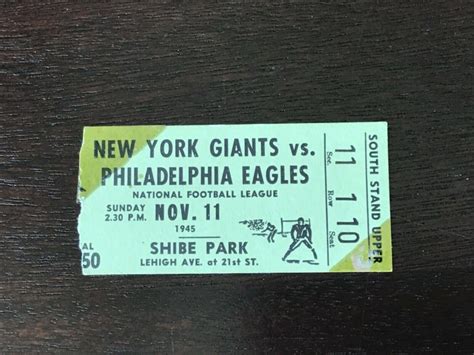 NEW YORK GIANTS vs.
PHILADELPHIA EAGLES
NATIONAL FOOTBALL LEAGUE
SUNDAY
2.30 P.M. NOV. 11
1945
SHIBE PARK
LEHIGH AVE. at 21st ST.
AL
50
11 Sec.
1 Row
10 Seat
SOUTH STAND UPPER